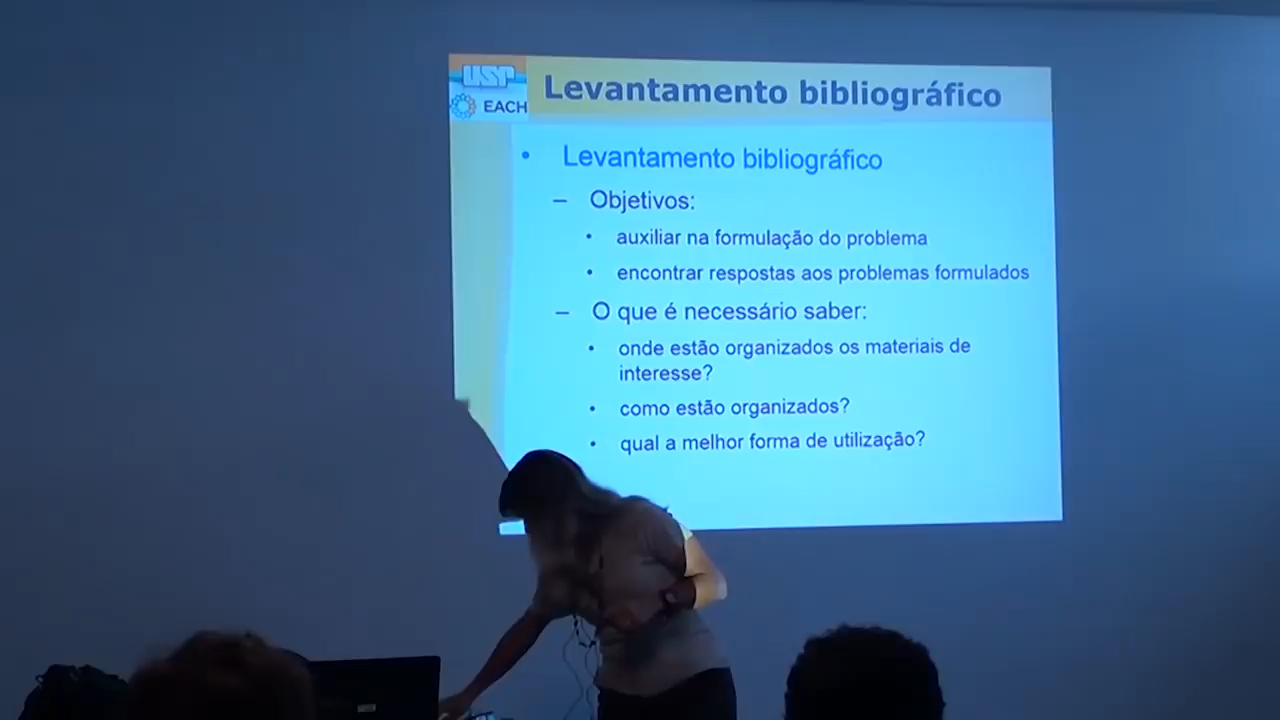 USP
EACH
Levantamento bibliográfico
• Levantamento bibliográfico
– Objetivos:
• auxiliar na formulação do problema
• encontrar respostas aos problemas formulados
– O que é necessário saber:
• onde estão organizados os materiais de
interesse?
• como estão organizados?
• qual a melhor forma de utilização?